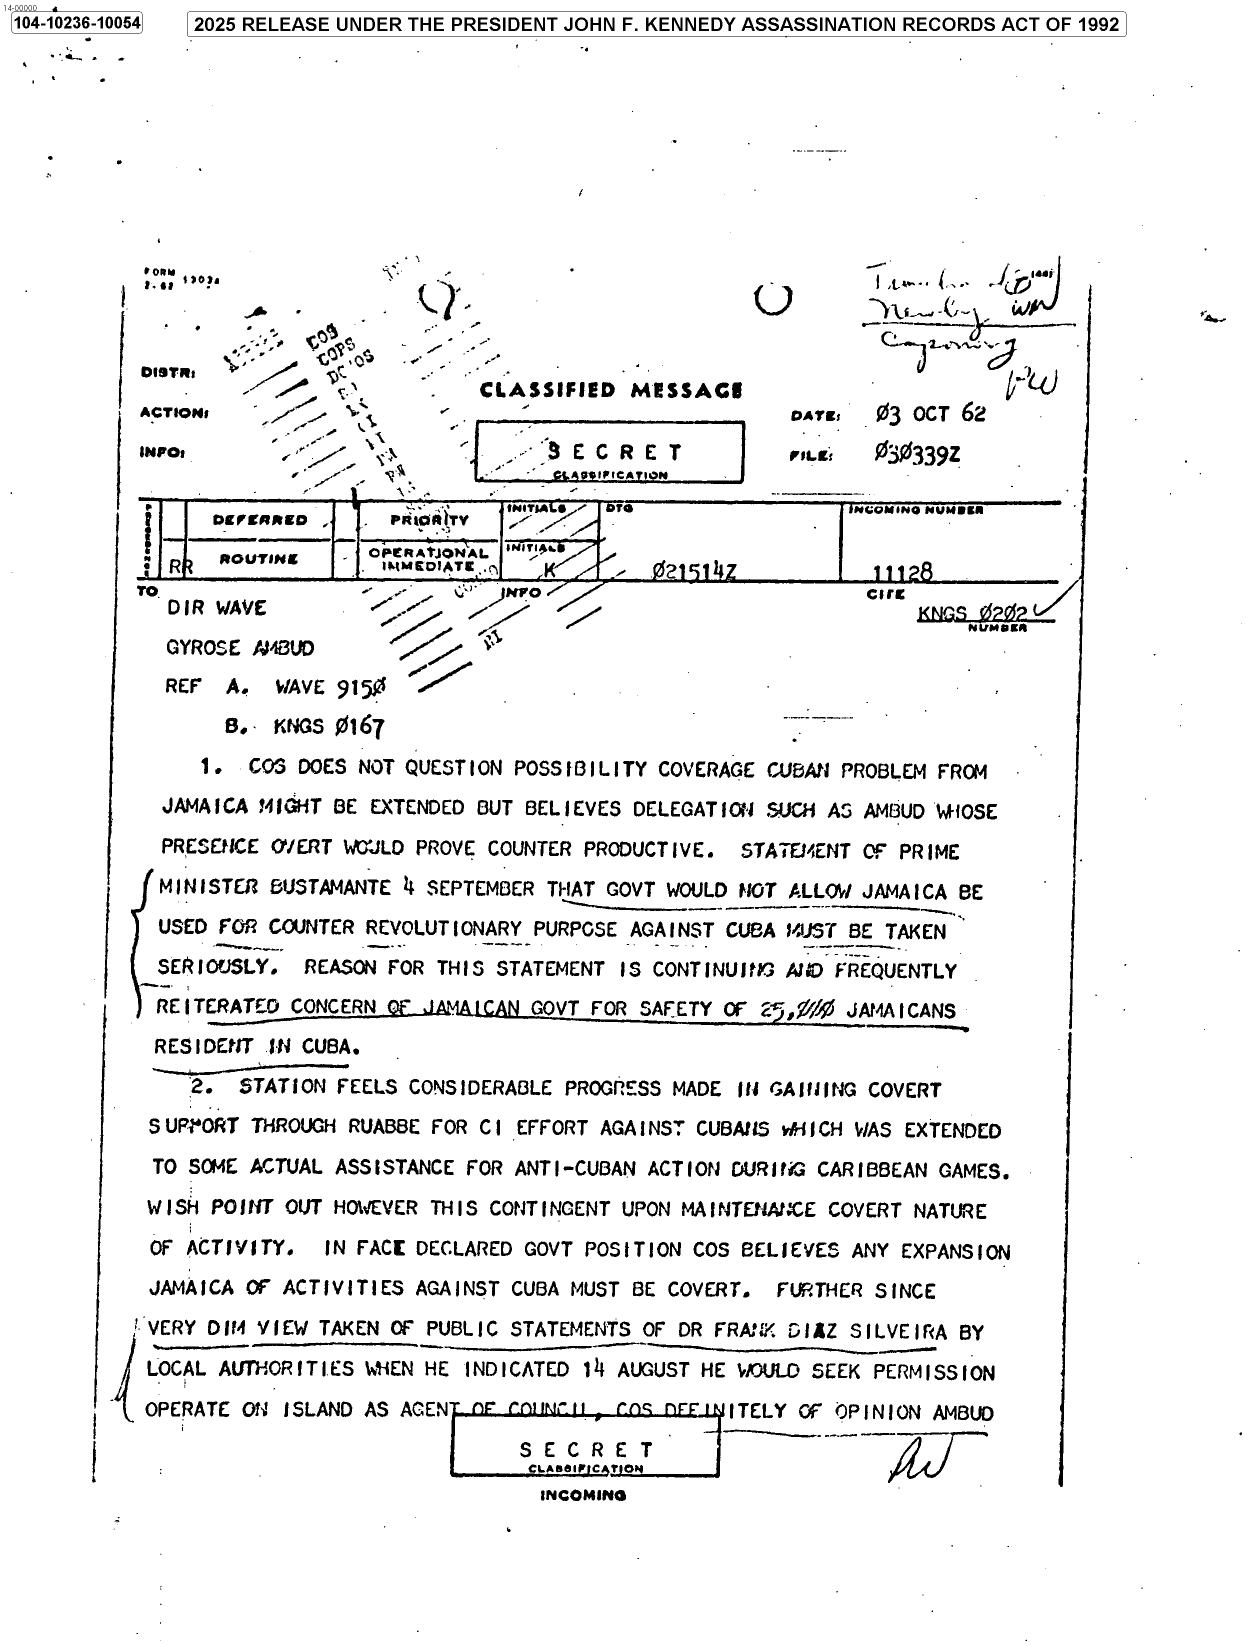 14-00000
104-10236-10054
2025 RELEASE UNDER THE PRESIDENT JOHN F. KENNEDY ASSASSINATION RECORDS ACT OF 1992
FORM
2-62 1302a
Newby
COS
COPS
DISTR:
CLASSIFIED MESSAGE
ACTION:
DATE: Ø3 OCT 62
INFO:
SECRET
FILE: Ø3Ø339Z
CLASSIFICATION
DEFERRED PRIORITY INITIALS DTG INCOMING NUMBER
RR ROUTINE OPERATIONAL IMMEDIATE INITIALS K Ø21514Z 11128
TO INFO CITE
DIR WAVE KNGS Ø2Ø2
NUMBER
RI
GYROSE AMBUD
REF A. WAVE 915Ø
B. KNGS Ø167
1. COS DOES NOT QUESTION POSSIBILITY COVERAGE CUBAN PROBLEM FROM
JAMAICA MIGHT BE EXTENDED BUT BELIEVES DELEGATION SUCH AS AMBUD WHOSE
PRESENCE OVERT WOULD PROVE COUNTER PRODUCTIVE. STATEMENT OF PRIME
MINISTER BUSTAMANTE 4 SEPTEMBER THAT GOVT WOULD NOT ALLOW JAMAICA BE
USED FOR COUNTER REVOLUTIONARY PURPOSE AGAINST CUBA MUST BE TAKEN
SERIOUSLY. REASON FOR THIS STATEMENT IS CONTINUING AND FREQUENTLY
REITERATED CONCERN OF JAMAICAN GOVT FOR SAFETY OF 25,ØØØ JAMAICANS
RESIDENT IN CUBA.
2. STATION FEELS CONSIDERABLE PROGRESS MADE IN GAINING COVERT
SUPPORT THROUGH RUABBE FOR CI EFFORT AGAINST CUBANS WHICH WAS EXTENDED
TO SOME ACTUAL ASSISTANCE FOR ANTI-CUBAN ACTION DURING CARIBBEAN GAMES.
WISH POINT OUT HOWEVER THIS CONTINGENT UPON MAINTENANCE COVERT NATURE
OF ACTIVITY. IN FACE DECLARED GOVT POSITION COS BELIEVES ANY EXPANSION
JAMAICA OF ACTIVITIES AGAINST CUBA MUST BE COVERT. FURTHER SINCE
VERY DIM VIEW TAKEN OF PUBLIC STATEMENTS OF DR FRANK DIAZ SILVEIRA BY
LOCAL AUTHORITIES WHEN HE INDICATED 14 AUGUST HE WOULD SEEK PERMISSION
OPERATE ON ISLAND AS AGENT OF COUNCIL, COS DEFINITELY OF OPINION AMBUD
SECRET
CLASSIFICATION
INCOMING